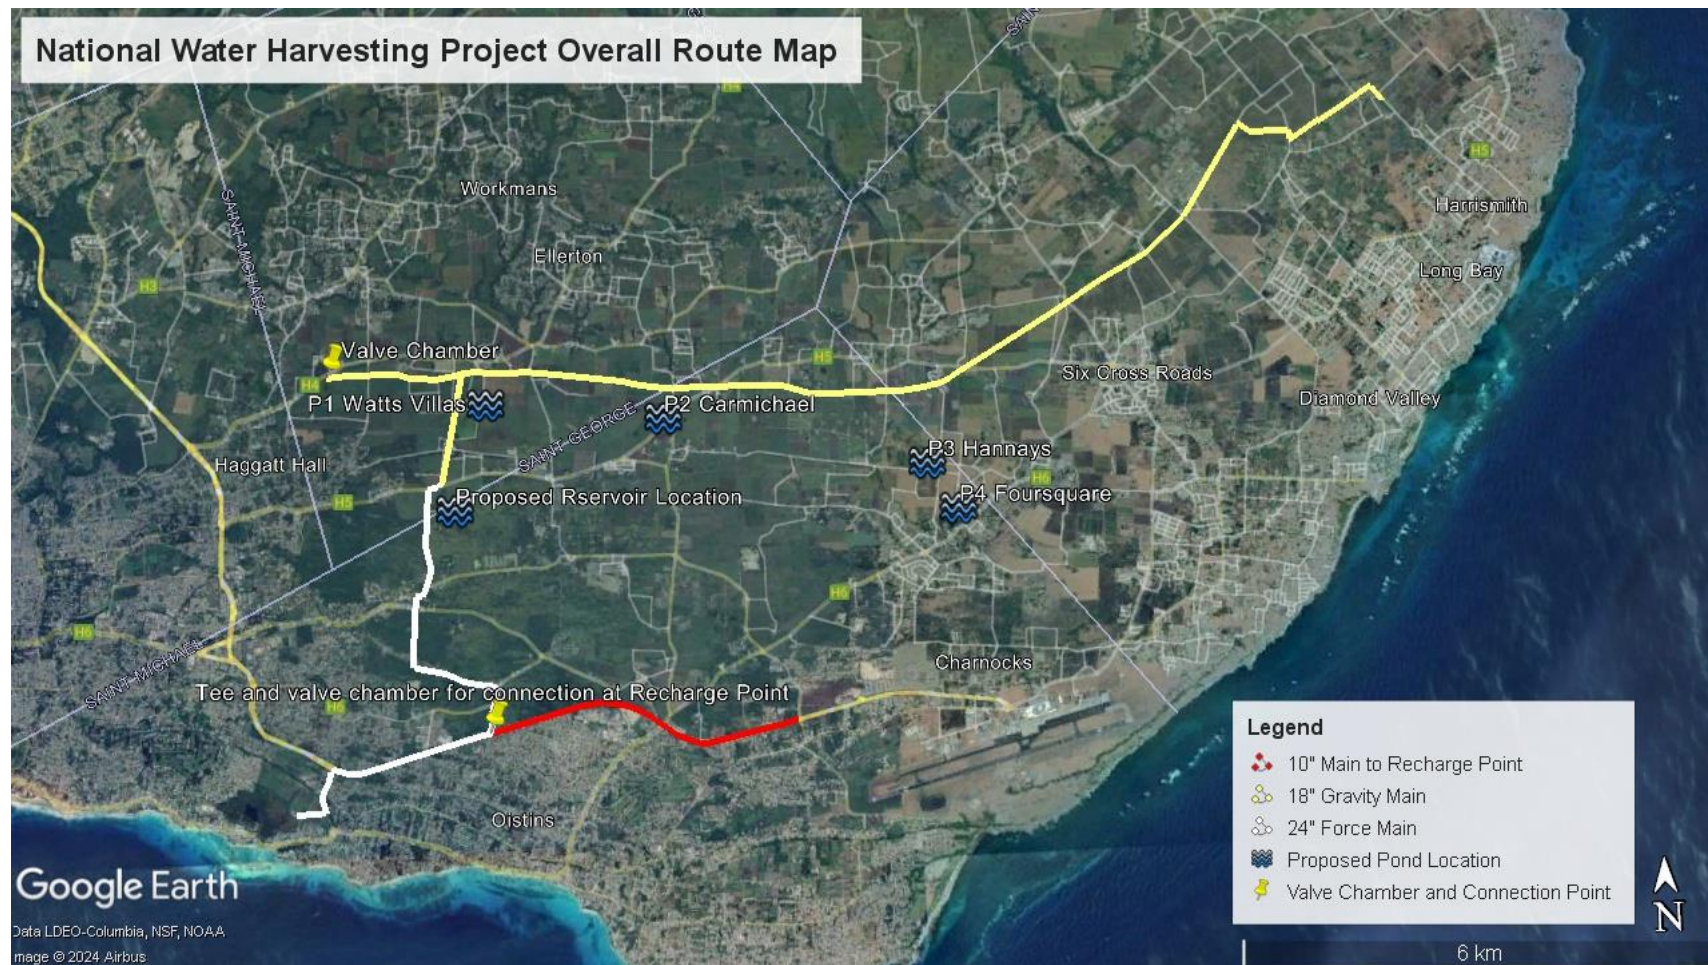 National Water Harvesting Project Overall Route Map
SAIN
H4
Workmans
SAINT MICHAEL
H5
Harrismith
Ellerton
Long Bay
H3
Valve Chamber
H5
Six Cross Roads
H4
P1 Watts Villas
P2 Carmichael
Diamond Valley
SAINT GEORGE
P3 Hannays
Haggatt Hall
H6
Proposed Rservoir Location
P4 Foursquare
H5
H6
H6
SAINT MICHAEL
Charnocks
Tee and valve chamber for connection at Recharge Point
H6
Oistins
Legend
10" Main to Recharge Point
18" Gravity Main
24" Force Main
Proposed Pond Location
Valve Chamber and Connection Point
N
Google Earth
Data LDEO-Columbia, NSF, NOAA
mage © 2024 Airbus
6 km